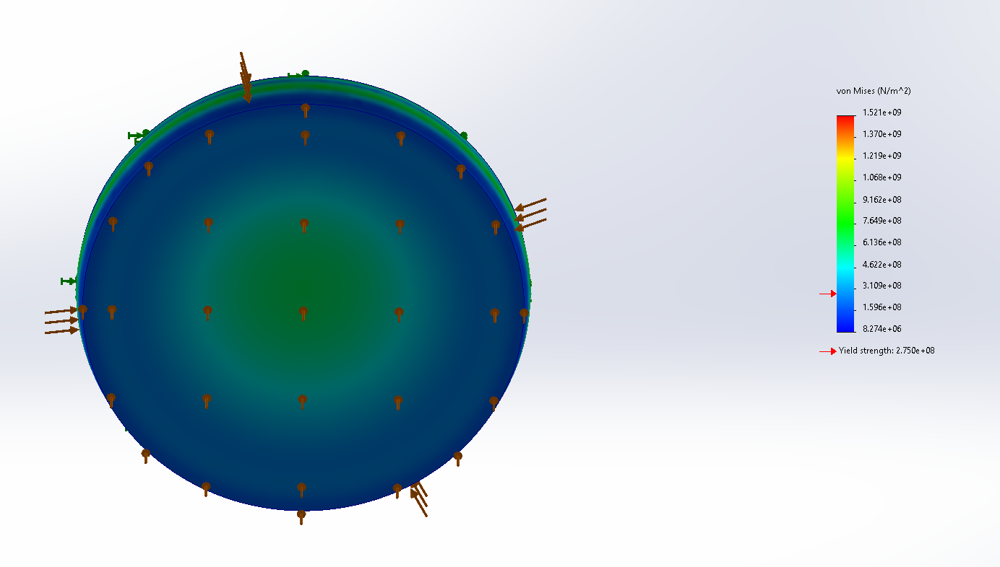 von Mises (N/m^2)
1.521e+09
1.370e+09
1.219e+09
1.068e+09
9.162e+08
7.649e+08
6.136e+08
4.622e+08
3.109e+08
1.596e+08
8.274e+06
Yield strength: 2.750e+08